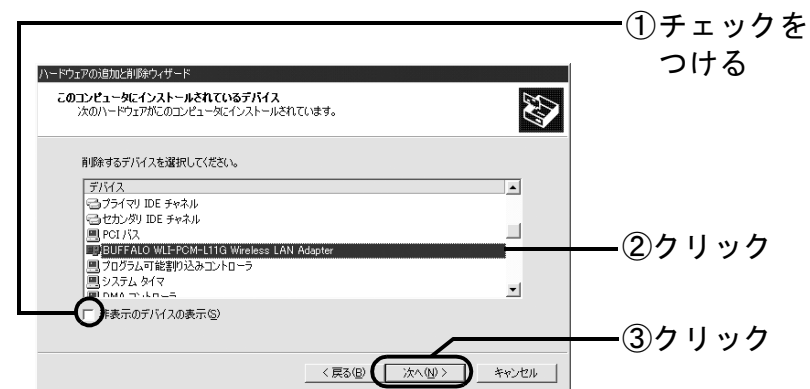 ①チェックを
つける
ハードウェアの追加と削除ウィザード
このコンピュータにインストールされているデバイス
次のハードウェアがこのコンピュータにインストールされています。
削除するデバイスを選択してください。
デバイス
プライマリ IDE チャネル
セカンダリ IDE チャネル
PCI バス
BUFFALO WLI-PCM-L11G Wireless LAN Adapter
②クリック
プログラム可能割り込みコントローラ
システム タイマ
DMA コントローラ
非表示のデバイスの表示(S)
③クリック
< 戻る(B)
次へ(N) >
キャンセル